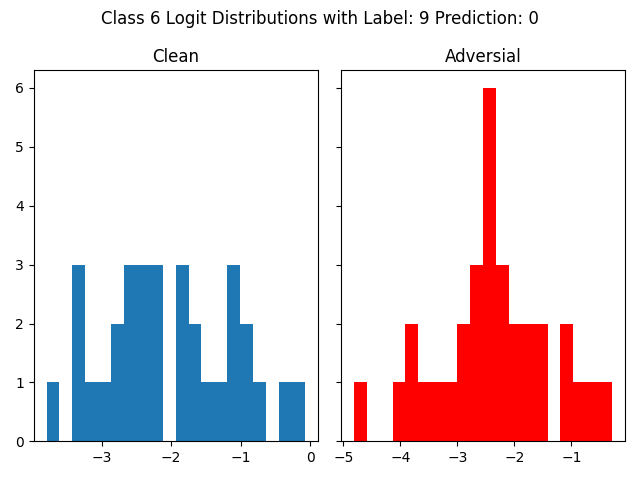 Class 6 Logit Distributions with Label: 9 Prediction: 0
Clean
Adversial
6
5
4
3
2
1
0
−3 −2 −1 0
−5 −4 −3 −2 −1